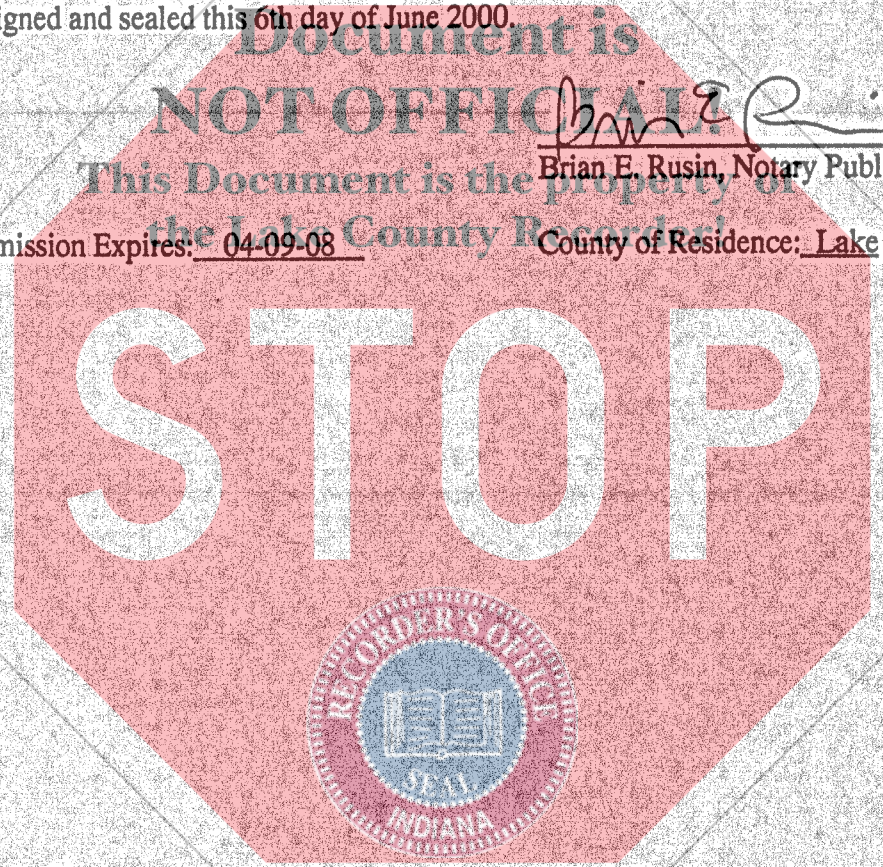 igned and sealed this 6th day of June 2000.
Document is
NOT OFFICIAL!
This Document is the property of
the Lake County Recorder!
Brian E. Rusin, Notary Publ
mission Expires: 04-09-08 County of Residence: Lake
STOP
RECORDER'S OFFICE
SEAL
INDIANA